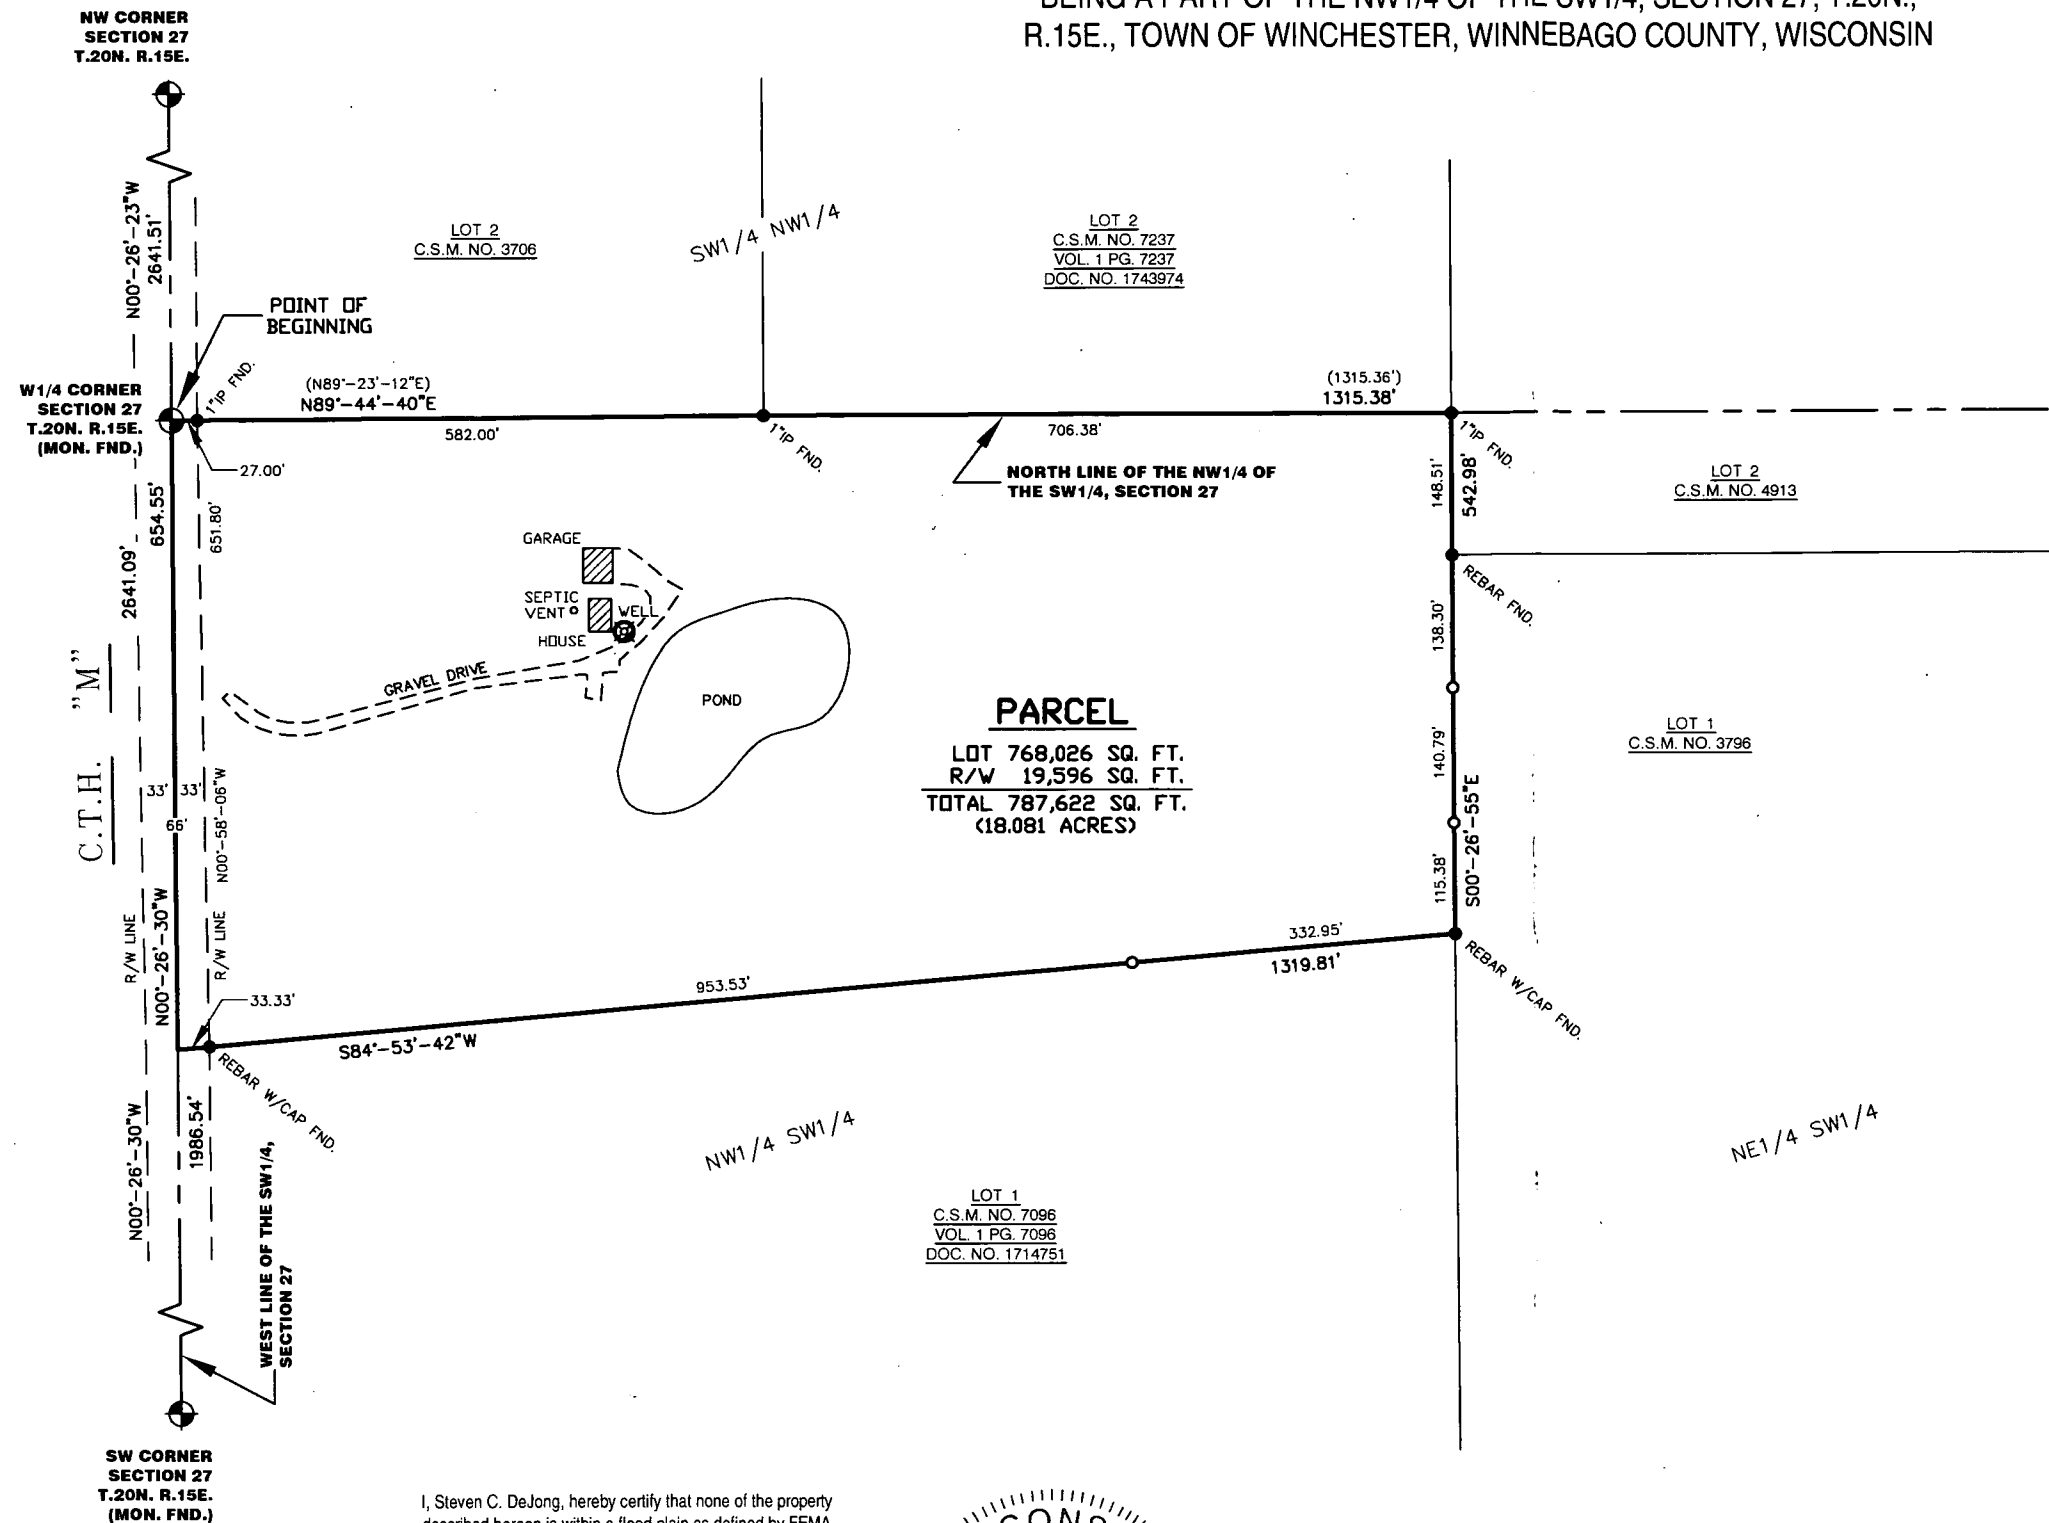 BEING A PART OF THE NW1/4 OF THE SW1/4, SECTION 27, T.20N.,
R.15E., TOWN OF WINCHESTER, WINNEBAGO COUNTY, WISCONSIN
NW CORNER
SECTION 27
T.20N. R.15E.
N00°-26'-23"W
2641.51'
LOT 2
C.S.M. NO. 3706
SW1/4 NW1/4
LOT 2
C.S.M. NO. 7237
VOL. 1 PG. 7237
DOC. NO. 1743974
POINT OF
BEGINNING
W1/4 CORNER
SECTION 27
T.20N. R.15E.
(MON. FND.)
1"IP FND.
(N89°-23'-12"E)
N89°-44'-40"E
(1315.36')
1315.38'
582.00'
1"IP FND.
706.38'
1"IP FND.
27.00'
NORTH LINE OF THE NW1/4 OF
THE SW1/4, SECTION 27
148.51'
542.98'
LOT 2
C.S.M. NO. 4913
654.55'
651.80'
2641.09'
GARAGE
SEPTIC
VENT
WELL
HOUSE
GRAVEL DRIVE
POND
REBAR FND.
138.30'
C.T.H. "M"
PARCEL
LOT 768,026 SQ. FT.
R/W 19,596 SQ. FT.
TOTAL 787,622 SQ. FT.
(18.081 ACRES)
LOT 1
C.S.M. NO. 3796
140.79'
33' 33'
66'
N00°-58'-06"W
S00°-26'-55"E
115.38'
R/W LINE
N00°-26'-30"W
R/W LINE
332.95'
1319.81'
953.53'
33.33'
S84°-53'-42"W
REBAR W/CAP FND.
REBAR W/CAP FND.
N00°-26'-30"W
1986.54'
WEST LINE OF THE SW1/4,
SECTION 27
NW1/4 SW1/4
NE1/4 SW1/4
LOT 1
C.S.M. NO. 7096
VOL. 1 PG. 7096
DOC. NO. 1714751
SW CORNER
SECTION 27
T.20N. R.15E.
(MON. FND.)
I, Steven C. DeJong, hereby certify that none of the property
described hereon is within a flood plain as defined by FEMA
CONS